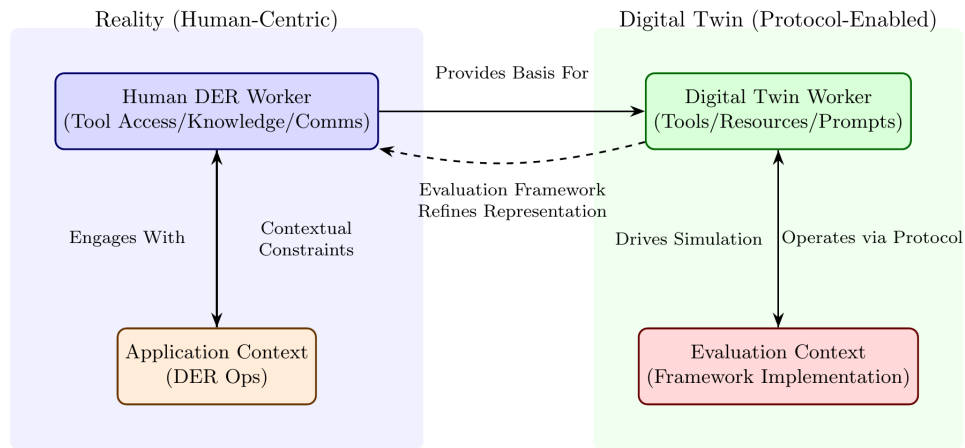 Reality (Human-Centric)
Digital Twin (Protocol-Enabled)
Human DER Worker
(Tool Access/Knowledge/Comms)
Provides Basis For
Digital Twin Worker
(Tools/Resources/Prompts)
Evaluation Framework
Refines Representation
Engages With
Contextual
Constraints
Drives Simulation
Operates via Protocol
Application Context
(DER Ops)
Evaluation Context
(Framework Implementation)